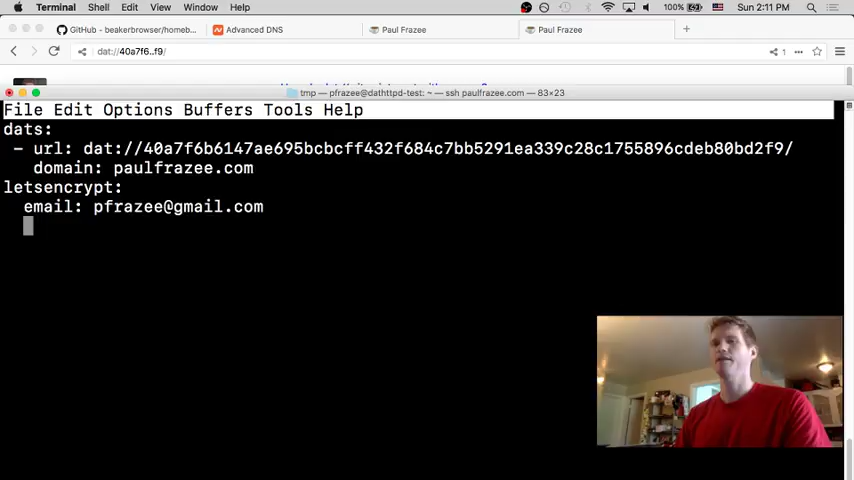 Terminal Shell Edit View Window Help 100% Sun 2:11 PM
GitHub - beakerbrowser/homeb... Advanced DNS Paul Frazee Paul Frazee
dat://40a7f6..f9/ 1
tmp — pfrazee@dathttpd-test: ~ — ssh paulfrazee.com — 83×23
File Edit Options Buffers Tools Help
dats:
- url: dat://40a7f6b6147ae695bcbcff432f684c7bb5291ea339c28c1755896cdeb80bd2f9/
domain: paulfrazee.com
letsencrypt:
email: pfrazee@gmail.com